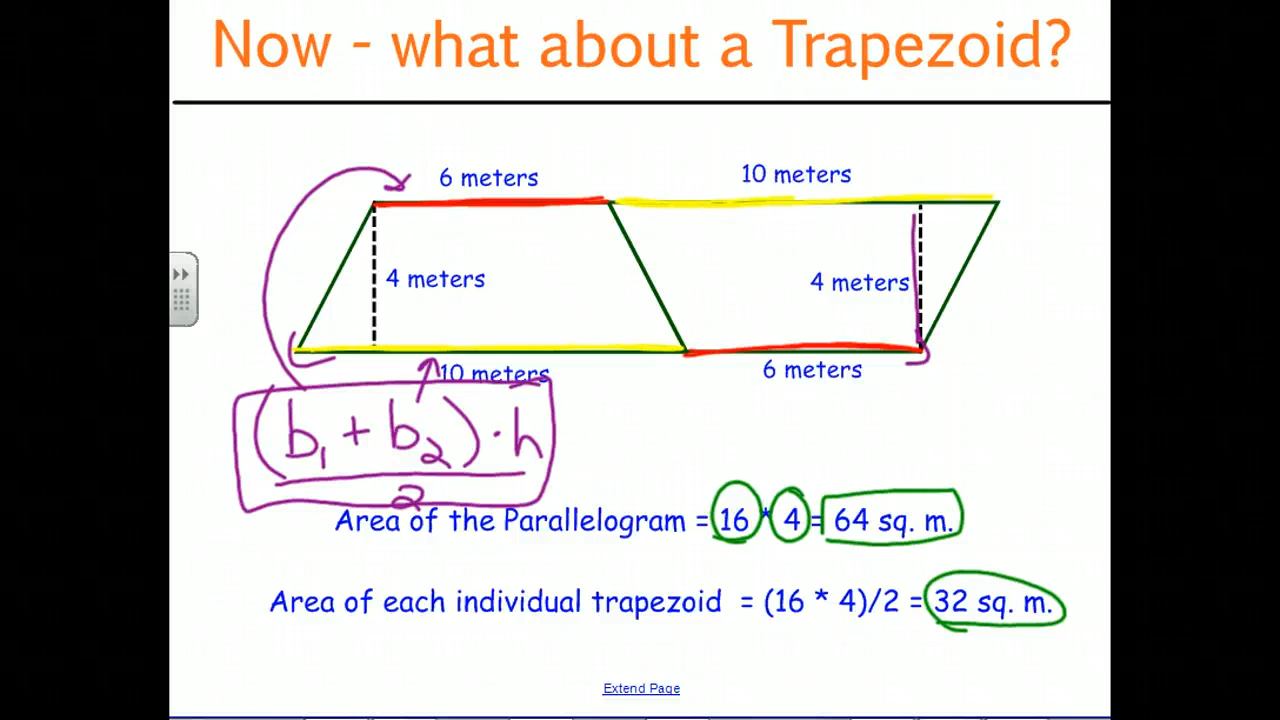 Now - what about a Trapezoid?
6 meters
10 meters
4 meters
4 meters
10 meters
6 meters
(b₁ + b₂) · h
2
Area of the Parallelogram = 16 * 4 = 64 sq. m.
Area of each individual trapezoid = (16 * 4)/2 = 32 sq. m.
Extend Page